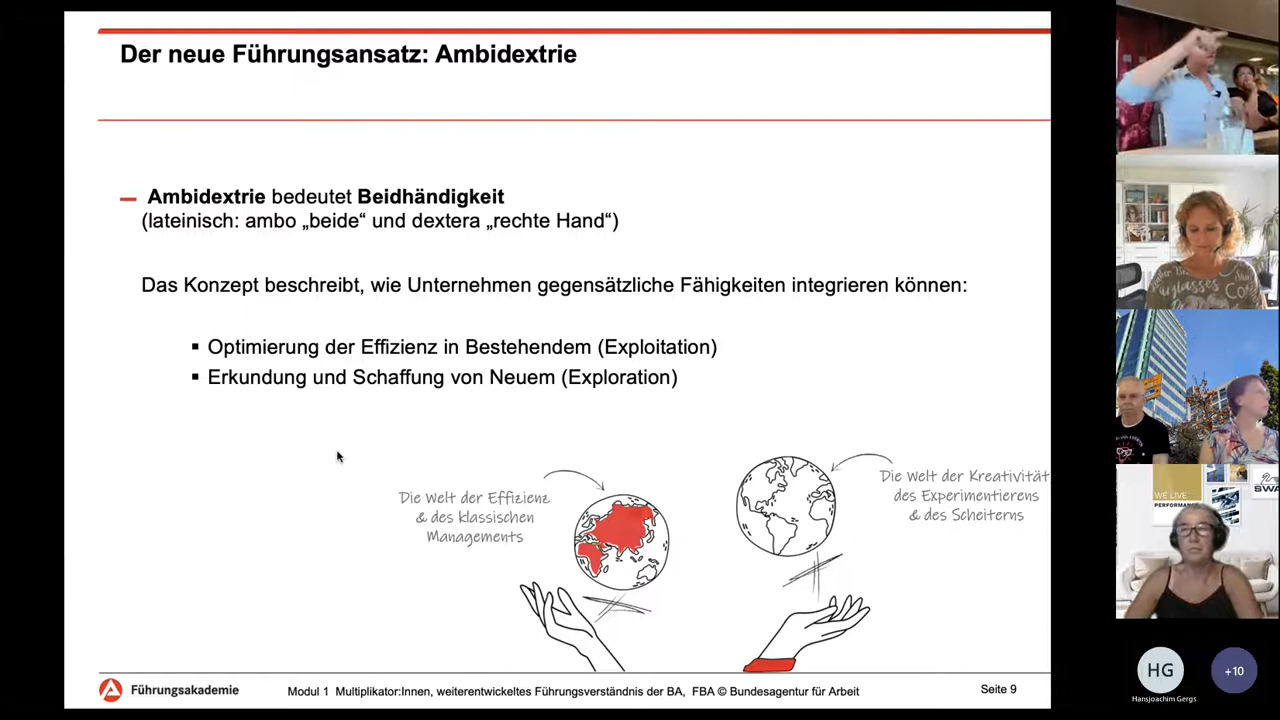 Der neue Führungsansatz: Ambidextrie
Ambidextrie bedeutet Beidhändigkeit
(lateinisch: ambo „beide“ und dextera „rechte Hand“)
Das Konzept beschreibt, wie Unternehmen gegensätzliche Fähigkeiten integrieren können:
▪ Optimierung der Effizienz in Bestehendem (Exploitation)
▪ Erkundung und Schaffung von Neuem (Exploration)
Die Welt der Effizienz
& des klassischen
Managements
Die Welt der Kreativität
des Experimentierens
& des Scheiterns
Führungsakademie
Modul 1 Multiplikator:Innen, weiterentwickeltes Führungsverständnis der BA, FBA © Bundesagentur für Arbeit
Seite 9
WE LIVE
PERFORMANCE
HG
+10
Hansjoachim Gergs